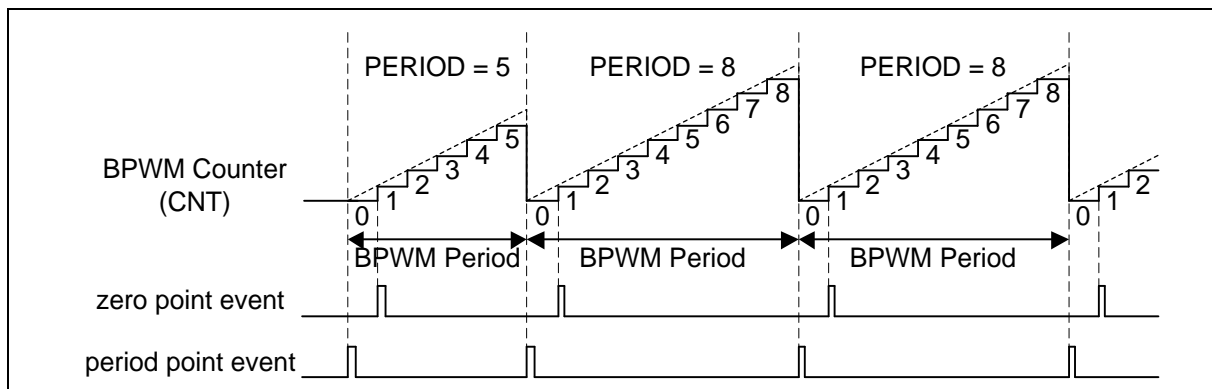 PERIOD = 5
PERIOD = 8
PERIOD = 8
BPWM Counter
(CNT)
0 1 2 3 4 5
0 1 2 3 4 5 6 7 8
0 1 2 3 4 5 6 7 8
0 1 2
BPWM Period
BPWM Period
BPWM Period
zero point event
period point event